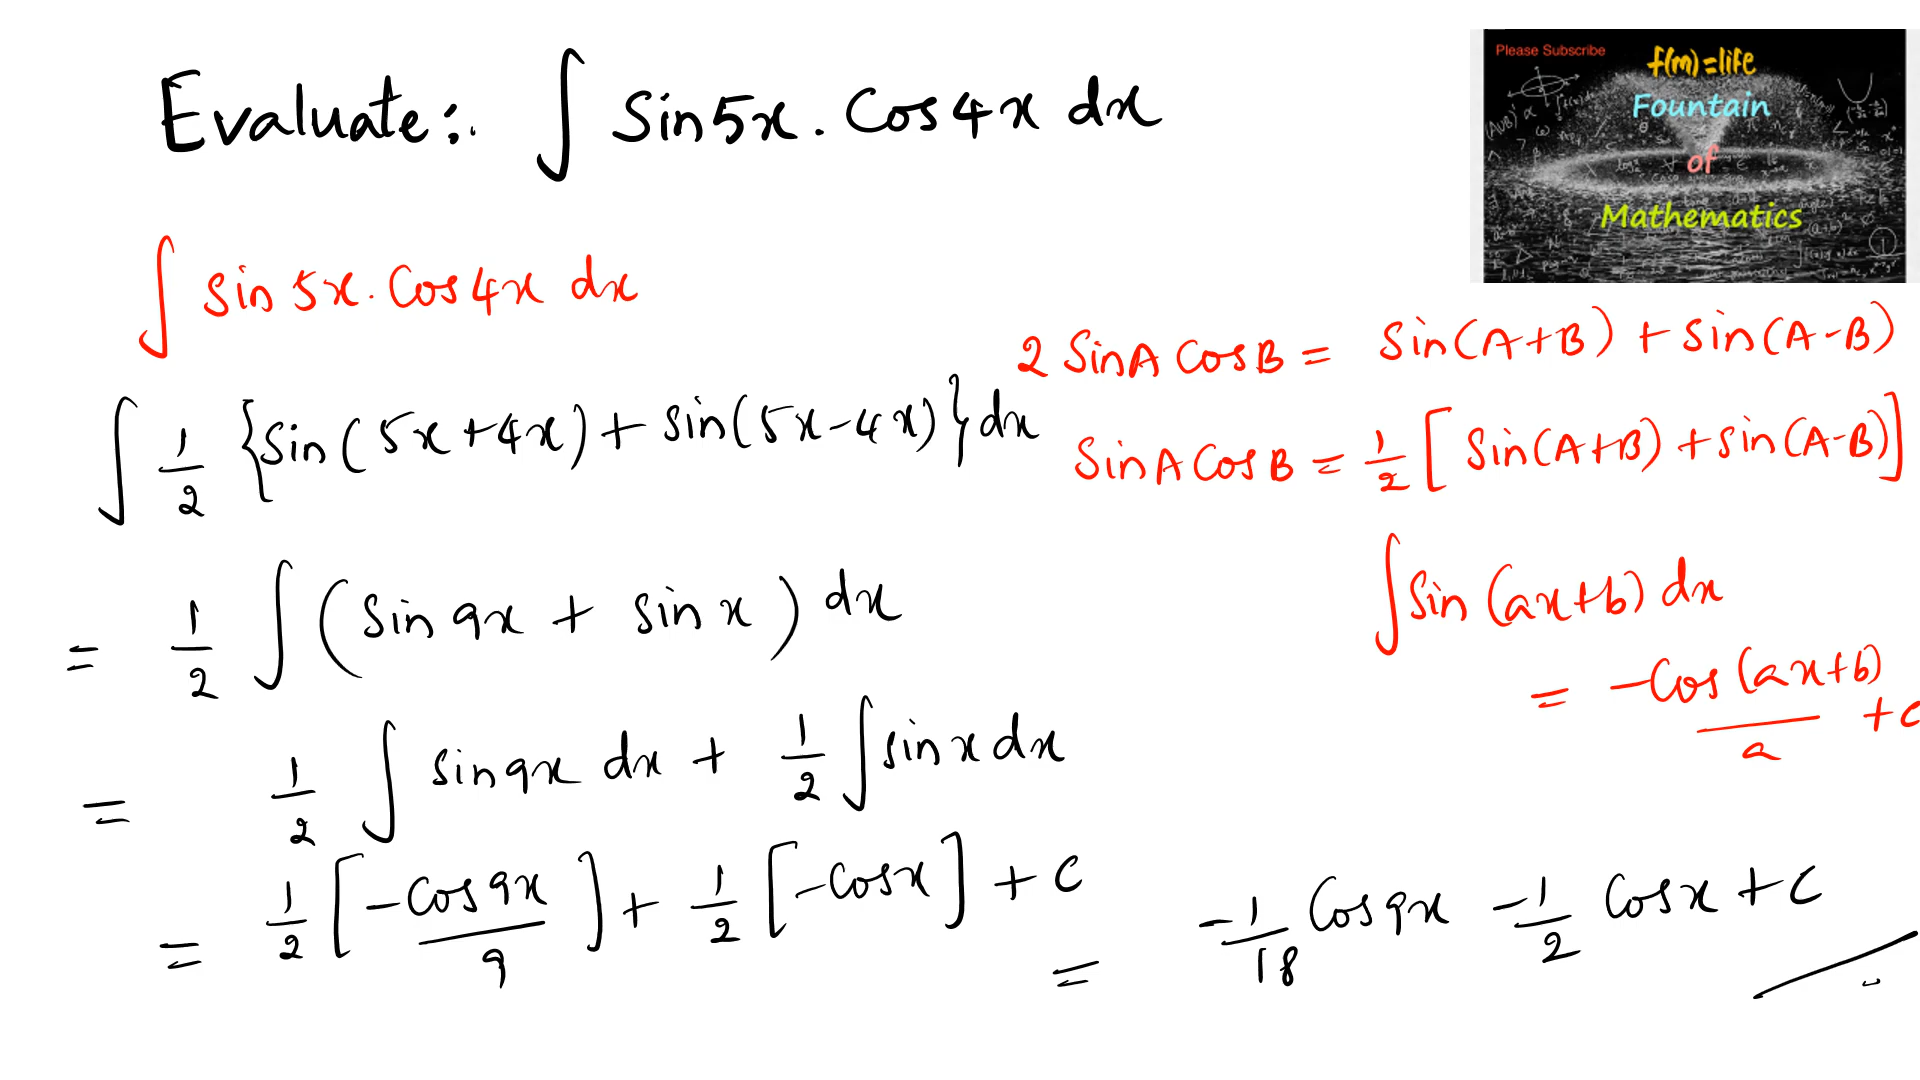 Evaluate:. ∫ Sin5x . Cos4x dx
Please Subscribe
f(m)=life
Fountain
of
Mathematics
∫ sin 5x. Cos4x dx
2 SinA CosB = Sin(A+B) + Sin(A-B)
∫ 1/2 {Sin(5x+4x) + sin(5x-4x)} dx
SinA CosB = 1/2 [Sin(A+B) + Sin(A-B)]
= 1/2 ∫ (Sin 9x + sin x) dx
∫ Sin (ax+b) dx
= -Cos (ax+b)/a + c
= 1/2 ∫ sin9x dx + 1/2 ∫ sin x dx
= 1/2 [-Cos9x/9] + 1/2 [-Cosx] + C
= -1/18 Cos9x -1/2 Cosx + C